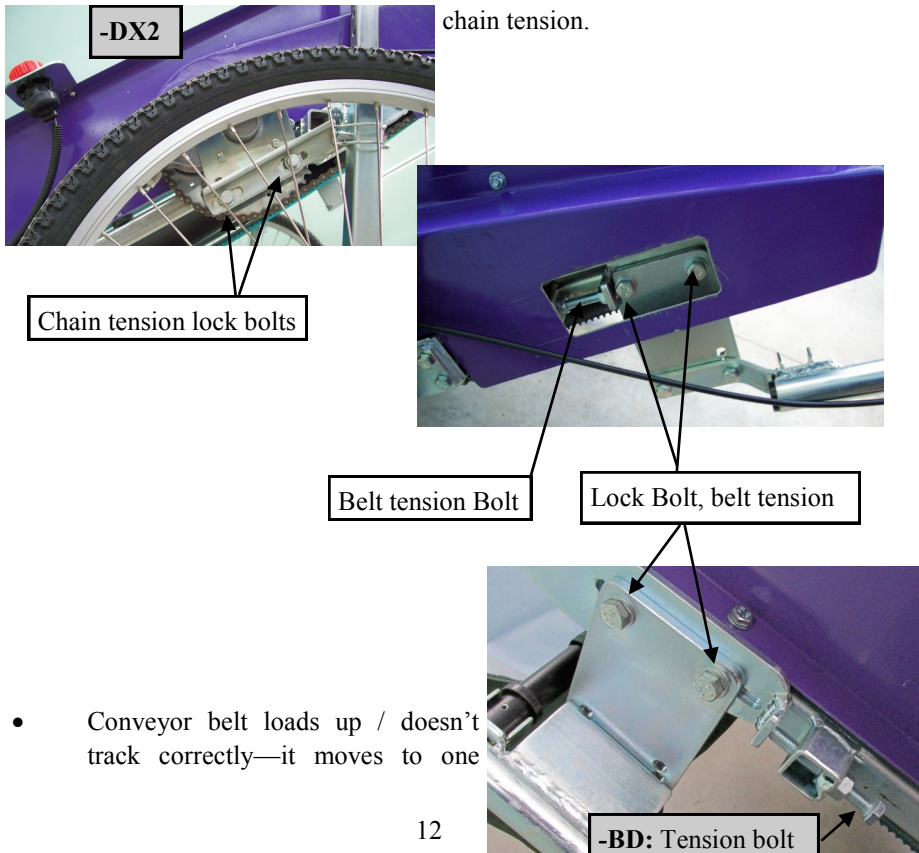 -DX2
chain tension.
Chain tension lock bolts
Belt tension Bolt
Lock Bolt, belt tension
• Conveyor belt loads up / doesn’t
track correctly—it moves to one
12
-BD: Tension bolt